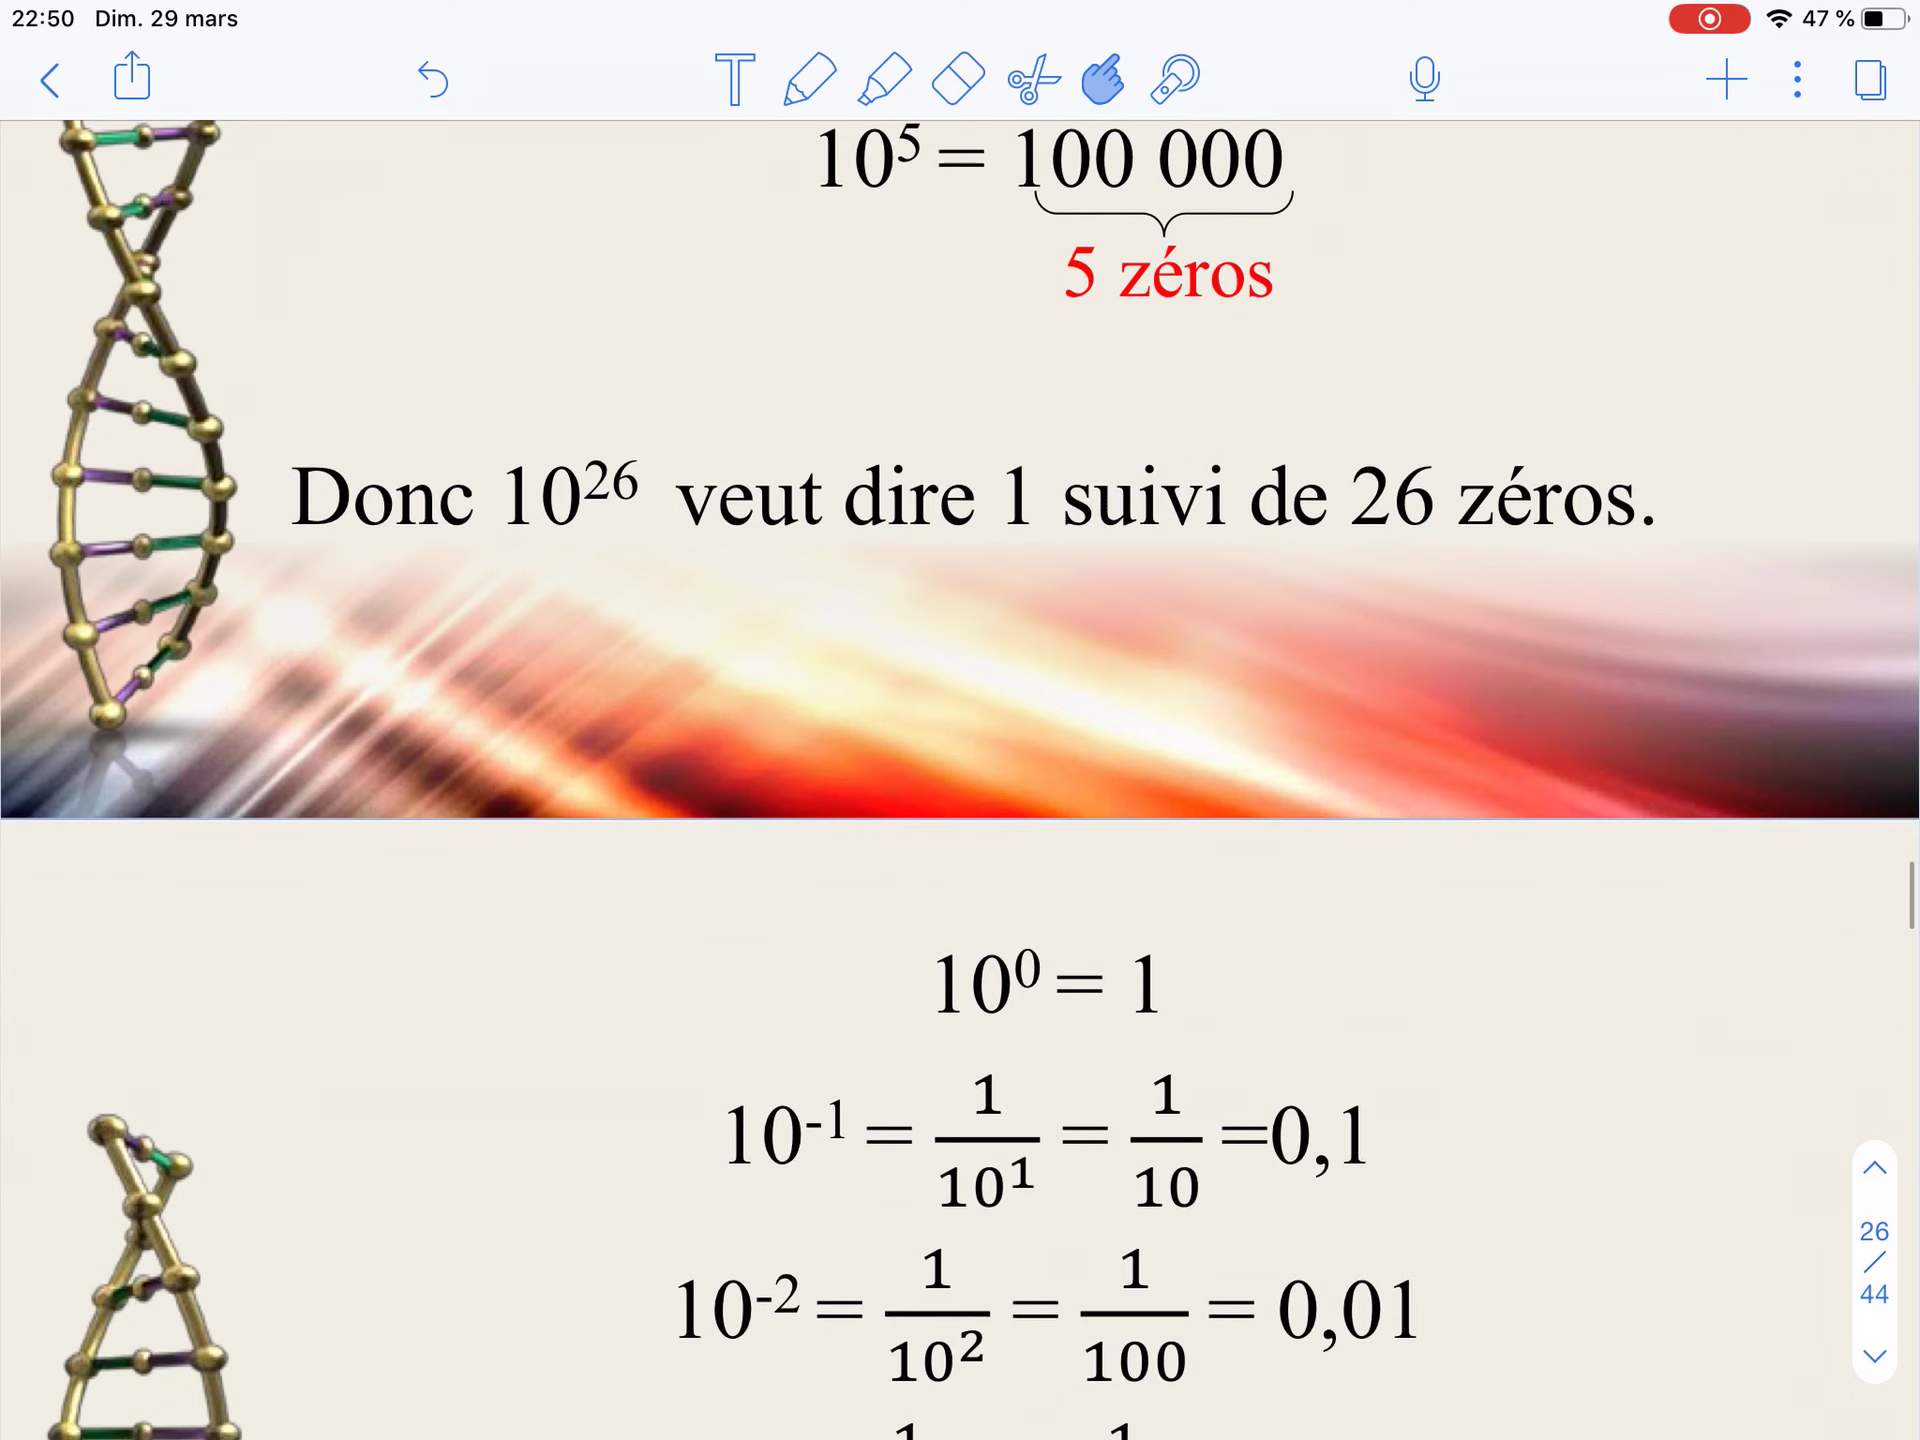 22:50 Dim. 29 mars 47 %
10⁵ = 100 000
5 zéros
Donc 10²⁶ veut dire 1 suivi de 26 zéros.
10⁰ = 1
10⁻¹ = 1/10¹ = 1/10 =0,1
10⁻² = 1/10² = 1/100 = 0,01
1 1
26
/
44